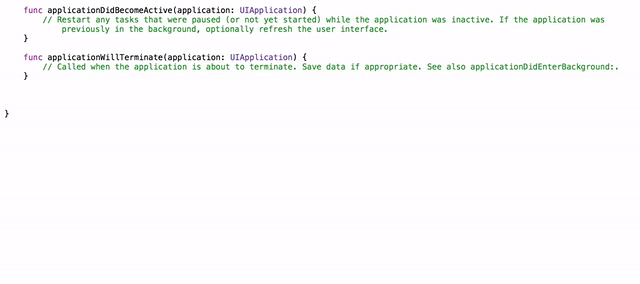 func applicationDidBecomeActive(application: UIApplication) {
// Restart any tasks that were paused (or not yet started) while the application was inactive. If the application was
previously in the background, optionally refresh the user interface.
}
func applicationWillTerminate(application: UIApplication) {
// Called when the application is about to terminate. Save data if appropriate. See also applicationDidEnterBackground:.
}
}